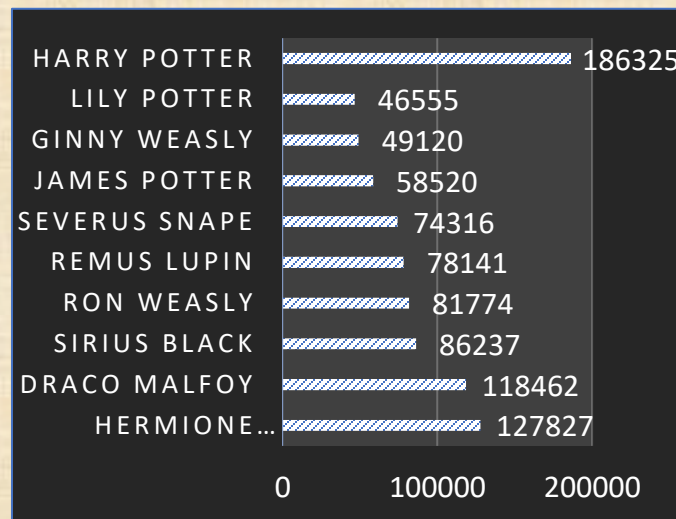 HARRY POTTER 186325
LILY POTTER 46555
GINNY WEASLY 49120
JAMES POTTER 58520
SEVERUS SNAPE 74316
REMUS LUPIN 78141
RON WEASLY 81774
SIRIUS BLACK 86237
DRACO MALFOY 118462
HERMIONE... 127827
0 100000 200000